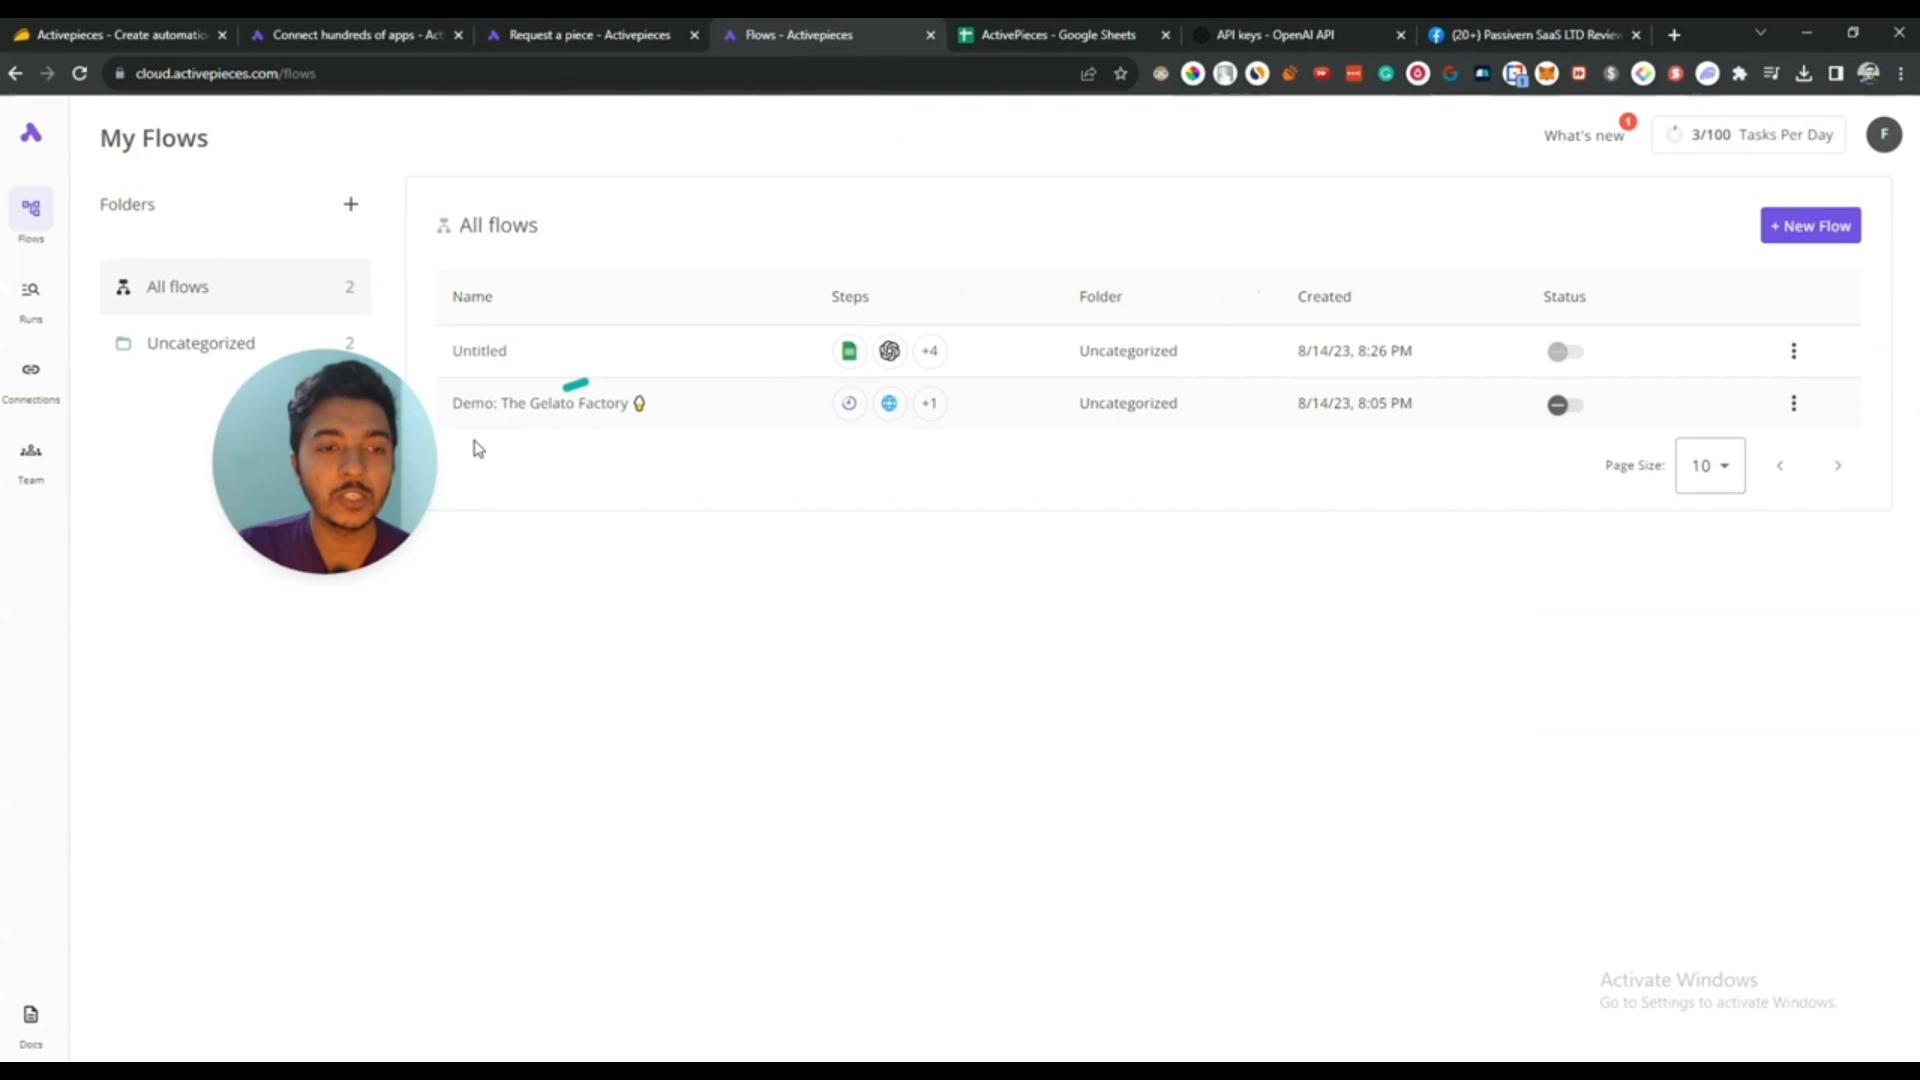 Activepieces - Create automatio
Connect hundreds of apps - Act
Request a piece - Activepieces
Flows - Activepieces
ActivePieces - Google Sheets
API keys - OpenAI API
(20+) Passivern SaaS LTD Review
cloud.activepieces.com/flows
My Flows
What's new
1
3/100 Tasks Per Day
F
Folders
+
All flows
+ New Flow
Flows
All flows 2
Name Steps Folder Created Status
Runs
Uncategorized 2
Untitled +4 Uncategorized 8/14/23, 8:26 PM
Connections
Demo: The Gelato Factory +1 Uncategorized 8/14/23, 8:05 PM
Team
Page Size: 10
Activate Windows
Go to Settings to activate Windows.
Docs